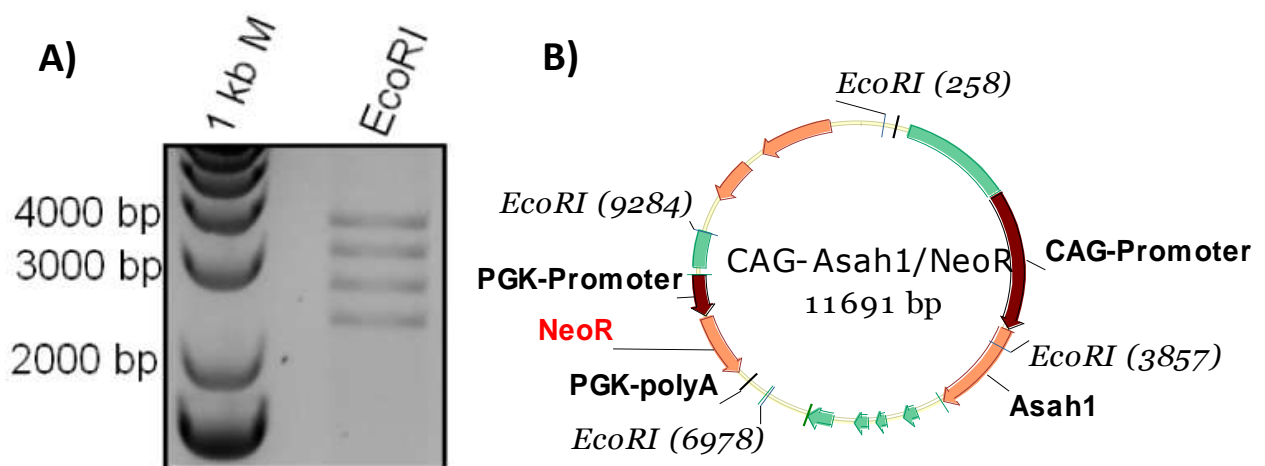 A)
1 kb M
EcoRI
4000 bp
3000 bp
2000 bp
B)
EcoRI (258)
EcoRI (9284)
CAG-Asah1/NeoR
11691 bp
CAG-Promoter
PGK-Promoter
NeoR
EcoRI (3857)
PGK-polyA
Asah1
EcoRI (6978)